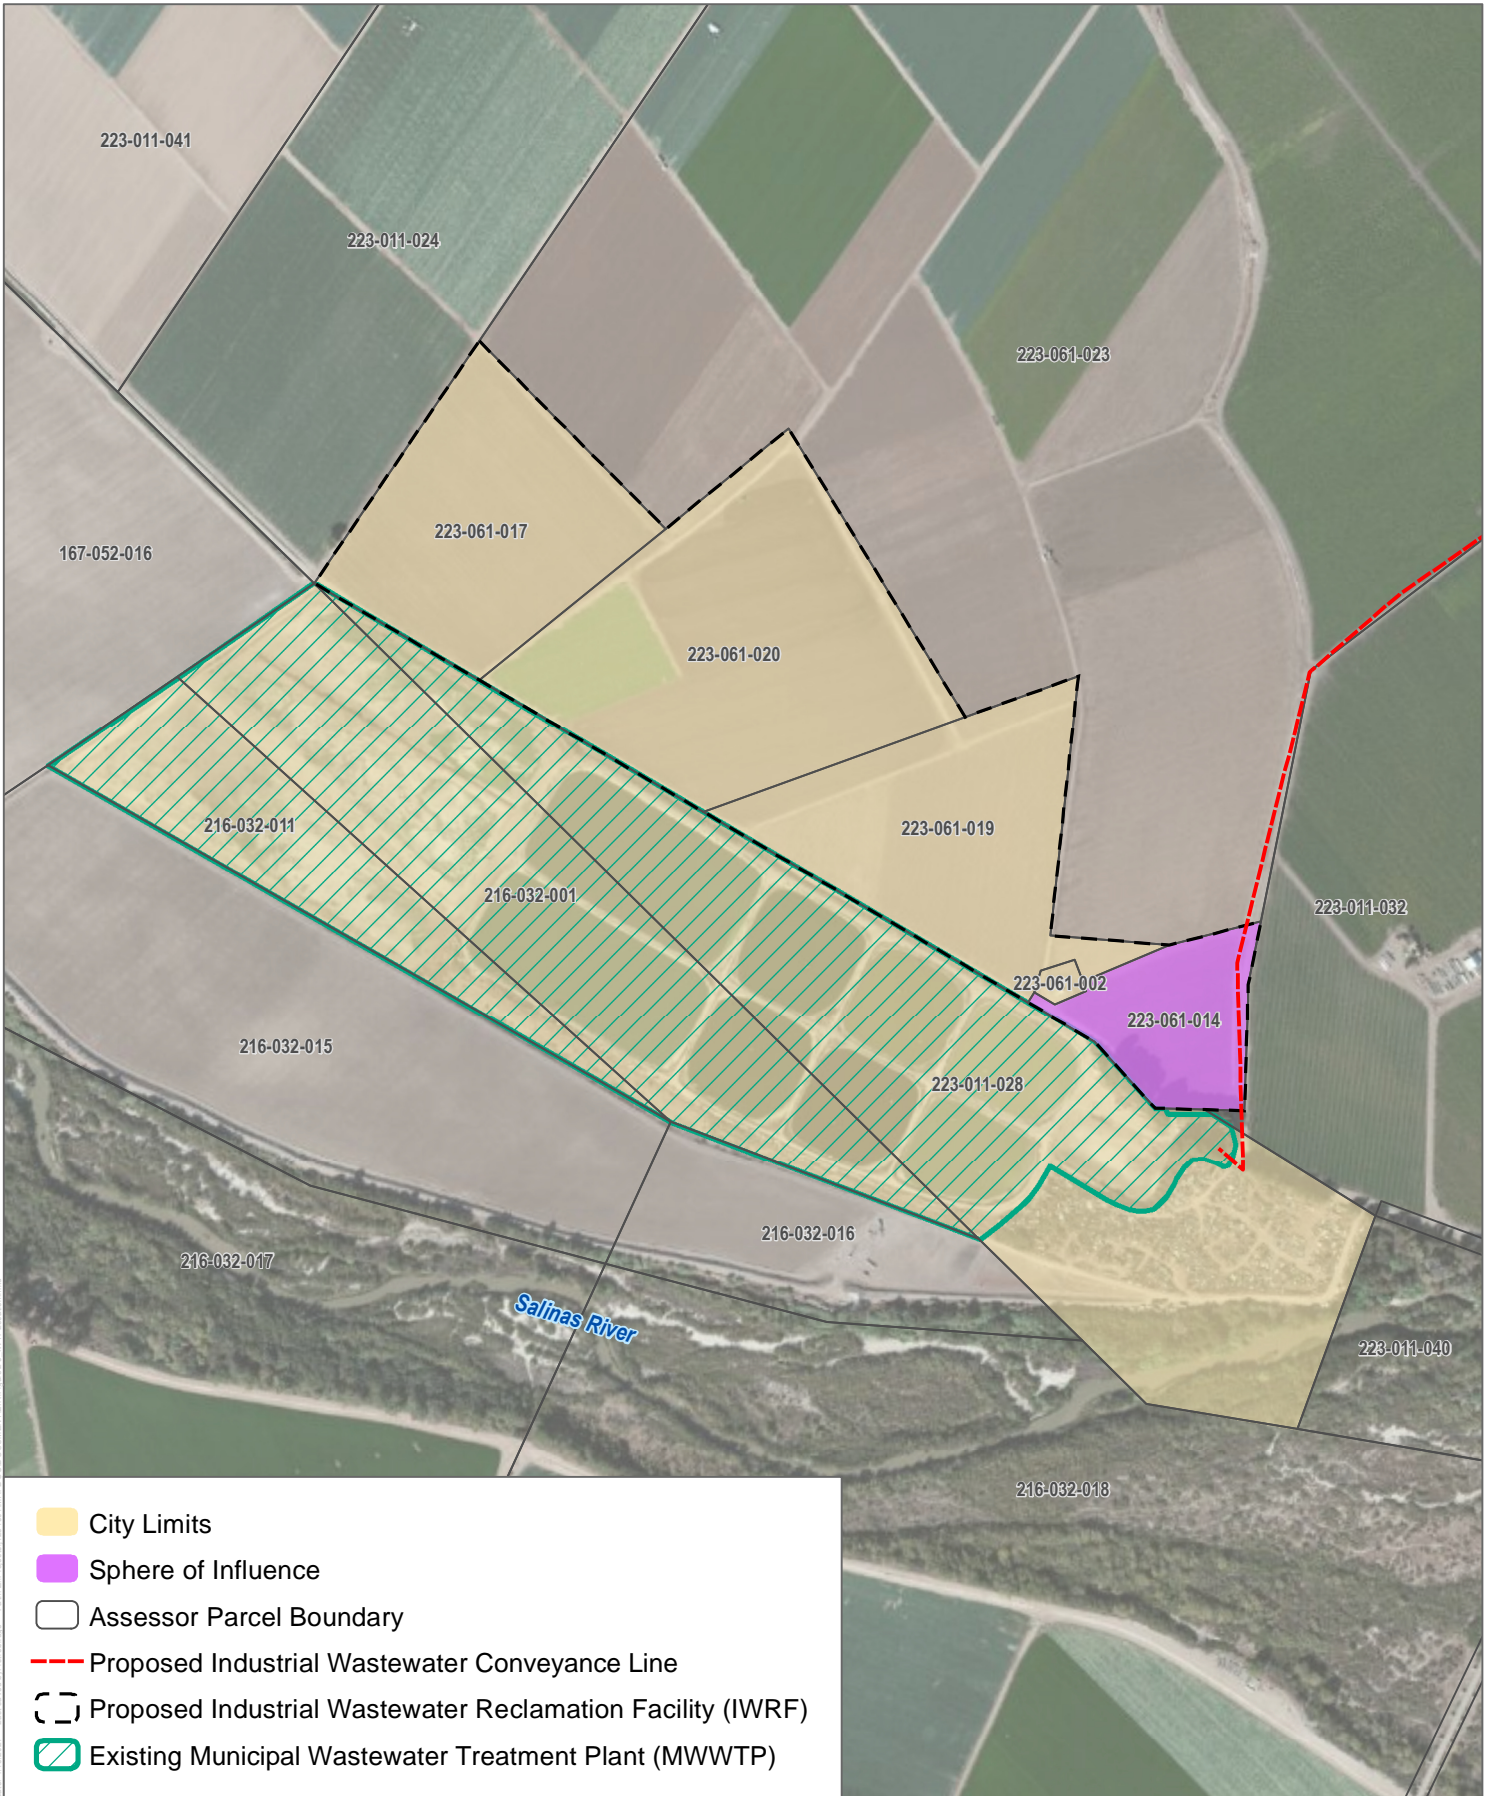 223-011-041
223-011-024
223-061-023
223-061-017
167-052-016
223-061-020
216-032-011
223-061-019
216-032-001
223-011-032
223-061-002
223-061-014
216-032-015
223-011-028
216-032-016
216-032-017
Salinas River
223-011-040
216-032-018
City Limits
Sphere of Influence
Assessor Parcel Boundary
Proposed Industrial Wastewater Conveyance Line
Proposed Industrial Wastewater Reclamation Facility (IWRF)
Existing Municipal Wastewater Treatment Plant (MWWTP)